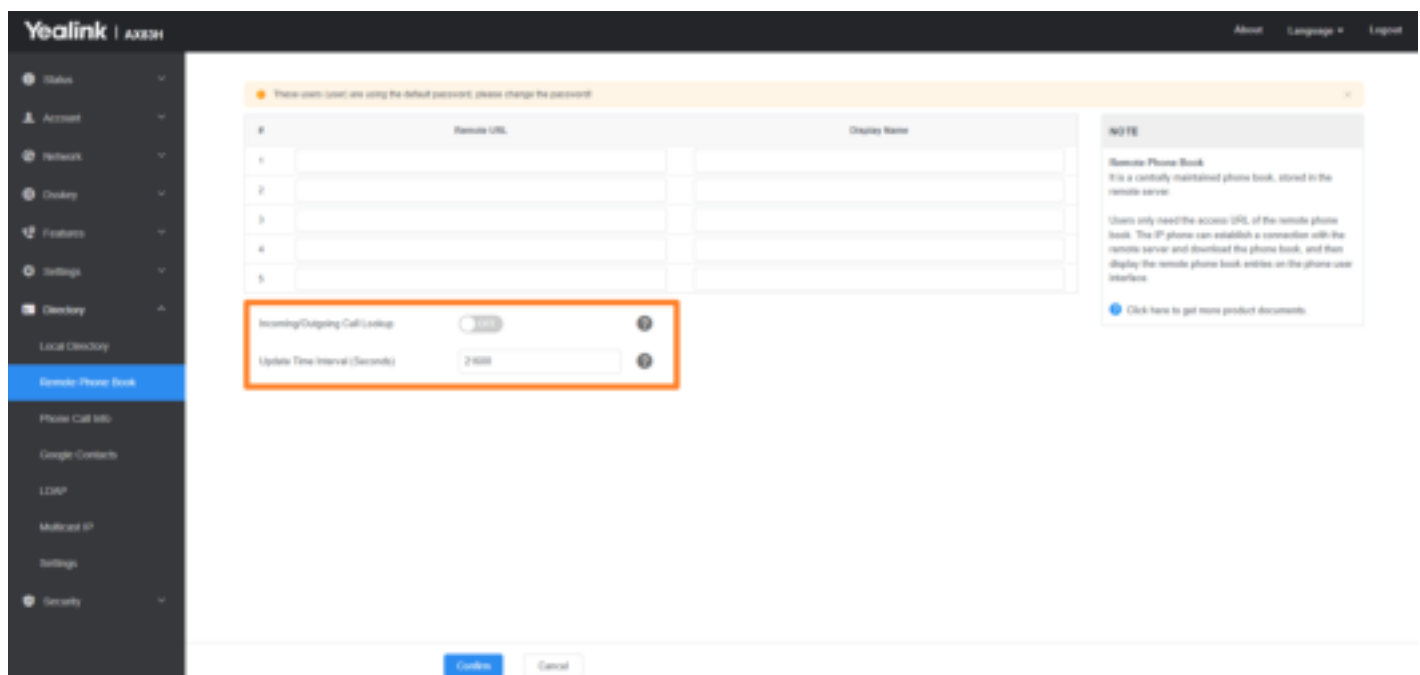 Yealink | AX83H
About Language Logout
Status
Account
Network
Dsskey
Features
Settings
Directory
Local Directory
Remote Phone Book
Phone Call Info
Google Contacts
LDAP
Multicast IP
Settings
Security
These users (user) are using the default password, please change the password!
# Remote URL Display Name
1
2
3
4
5
Incoming/Outgoing Call Lookup OFF
Update Time Interval (Seconds) 21600
NOTE
Remote Phone Book
It is a centrally maintained phone book, stored in the
remote server.
Users only need the access URL of the remote phone
book. The IP phone can establish a connection with the
remote server and download the phone book, and then
display the remote phone book entries on the phone user
interface.
Click here to get more product documents.
Confirm Cancel